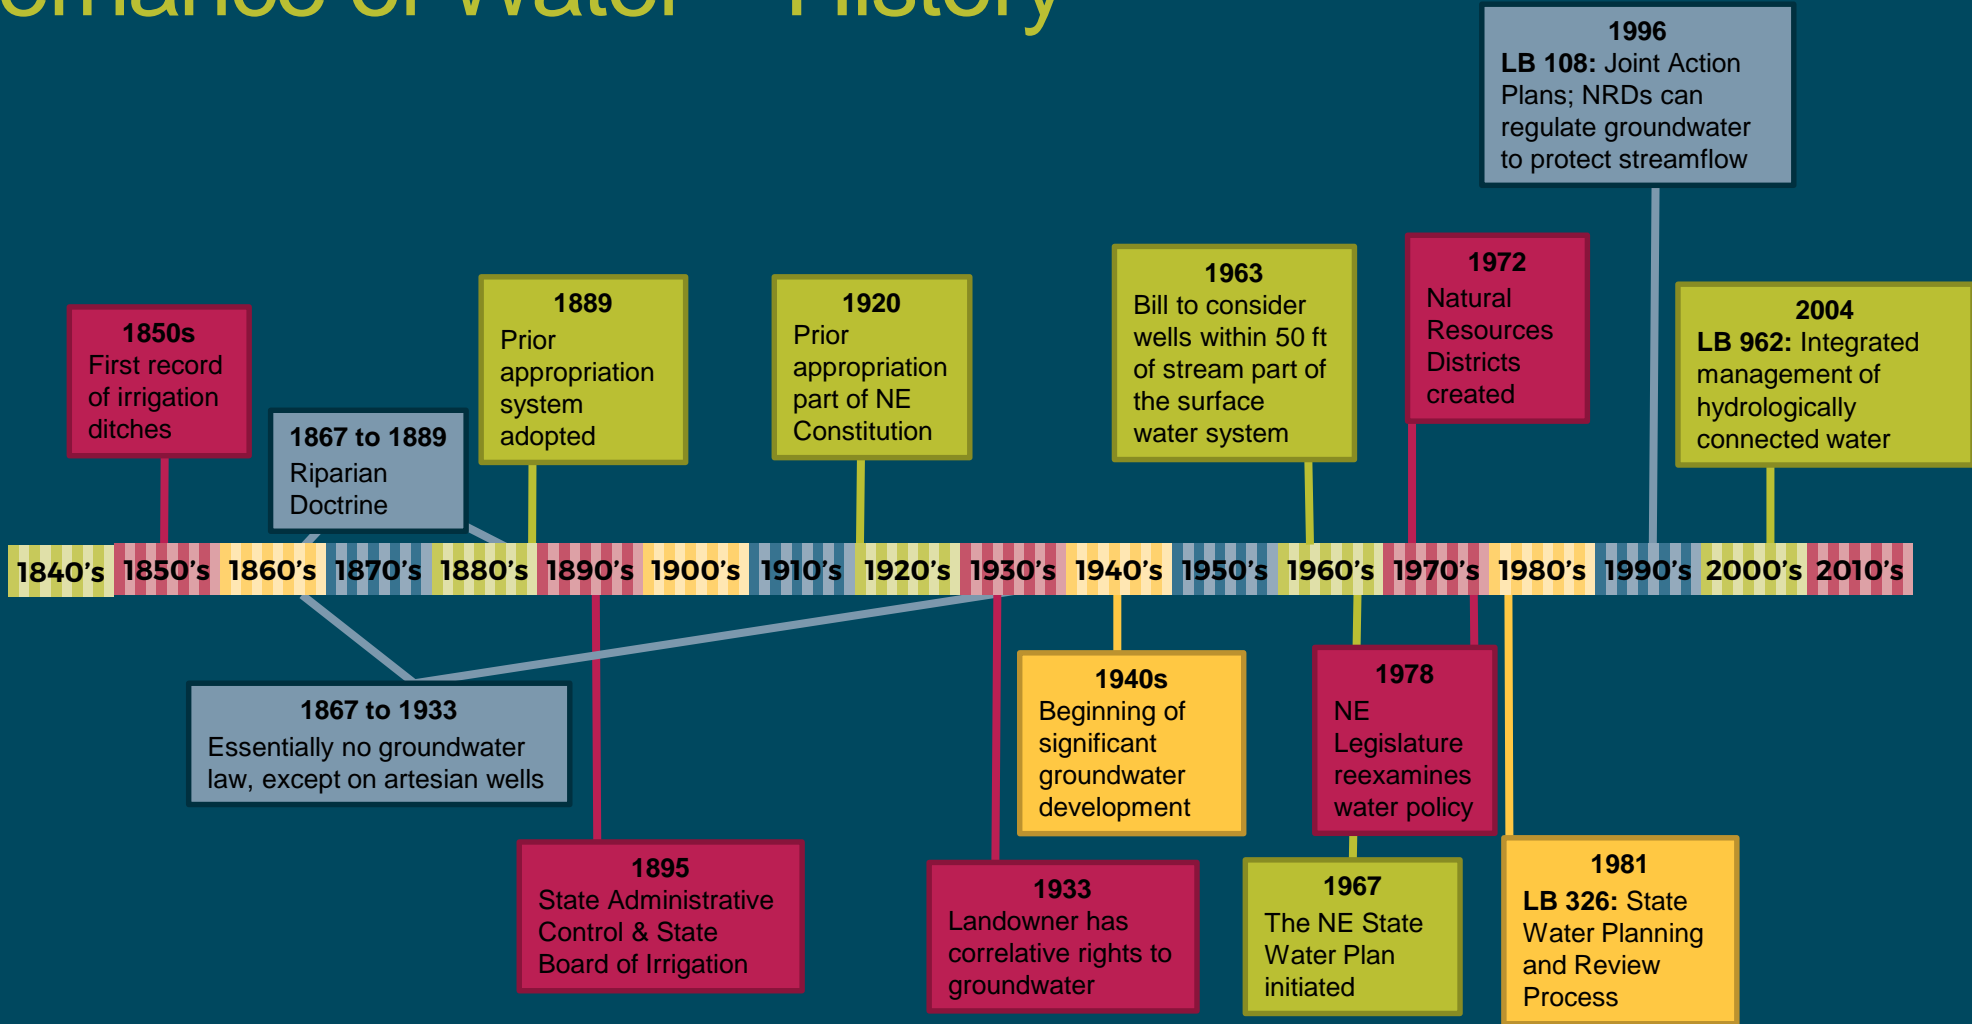 of Water
History
1996
LB 108: Joint Action
Plans; NRDs can
regulate groundwater
to protect streamflow
1850s
First record
of irrigation
ditches
1867 to 1889
Riparian
Doctrine
1889
Prior
appropriation
system
adopted
1920
Prior
appropriation
part of NE
Constitution
1963
Bill to consider
wells within 50 ft
of stream part of
the surface
water system
1972
Natural
Resources
Districts
created
2004
LB 962: Integrated
management of
hydrologically
connected water
1840's 1850's 1860's 1870's 1880's 1890's 1900's 1910's 1920's 1930's 1940's 1950's 1960's 1970's 1980's 1990's 2000's 2010's
1867 to 1933
Essentially no groundwater
law, except on artesian wells
1895
State Administrative
Control & State
Board of Irrigation
1933
Landowner has
correlative rights to
groundwater
1940s
Beginning of
significant
groundwater
development
1978
NE
Legislature
reexamines
water policy
1967
The NE State
Water Plan
initiated
1981
LB 326: State
Water Planning
and Review
Process